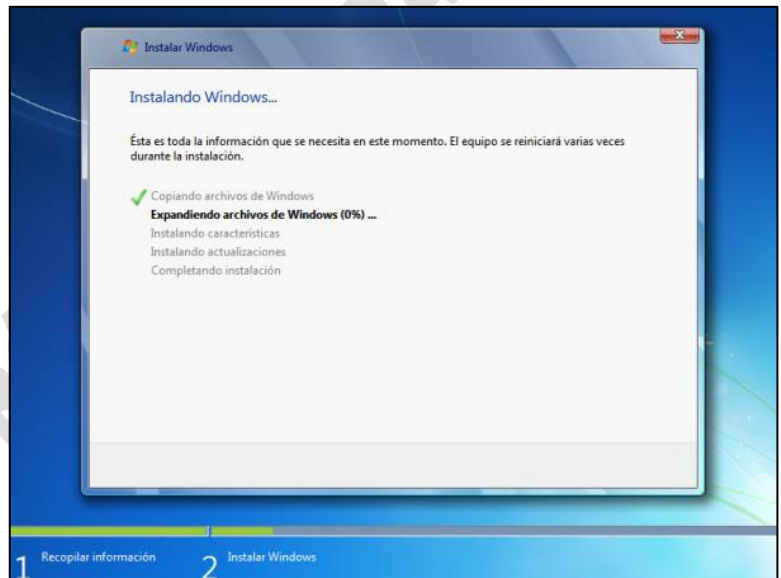 Instalar Windows
Instalando Windows...
Ésta es toda la información que se necesita en este momento. El equipo se reiniciará varias veces
durante la instalación.
Copiando archivos de Windows
Expandiendo archivos de Windows (0%) ...
Instalando características
Instalando actualizaciones
Completando instalación
1 Recopilar información
2 Instalar Windows